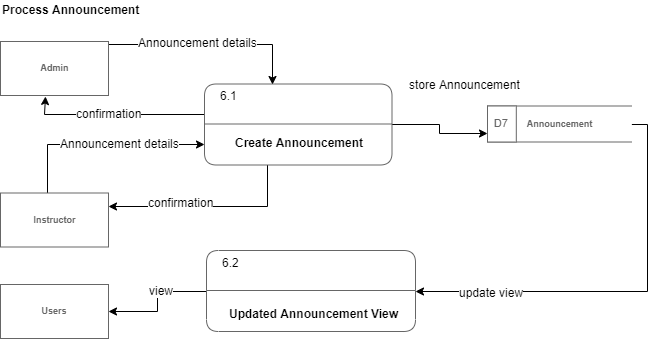 Process Announcement
Announcement details
Admin
store Announcement
6.1
confirmation
D7
Announcement
Create Announcement
Announcement details
confirmation
Instructor
6.2
view
update view
Users
Updated Announcement View